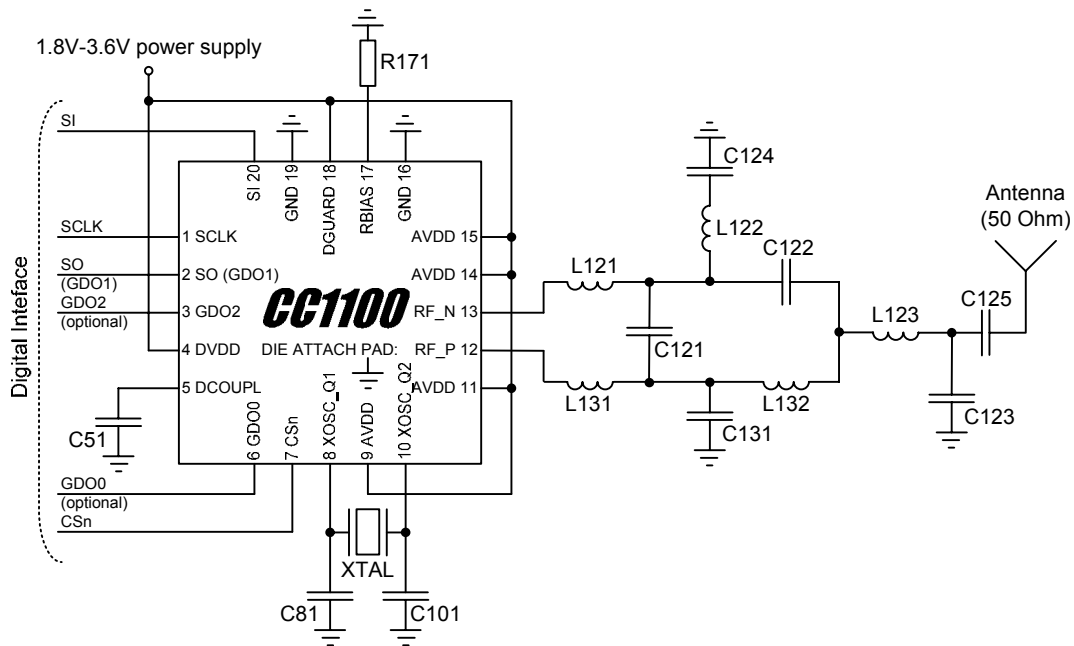 1.8V-3.6V power supply
R171
Digital Inteface
SI
SCLK
SO
(GDO1)
GDO2
(optional)
C51
GDO0
(optional)
CSn
SI 20
GND 19
DGUARD 18
RBIAS 17
GND 16
1 SCLK
2 SO (GDO1)
3 GDO2
4 DVDD
5 DCOUPL
CC1100
DIE ATTACH PAD:
AVDD 15
AVDD 14
RF_N 13
RF_P 12
AVDD 11
6 GDO0
7 CSn
8 XOSC_Q1
9 AVDD
10 XOSC_Q2
XTAL
C81
C101
C124
L122
L121
C122
C121
L131
L132
C131
L123
C125
C123
Antenna
(50 Ohm)